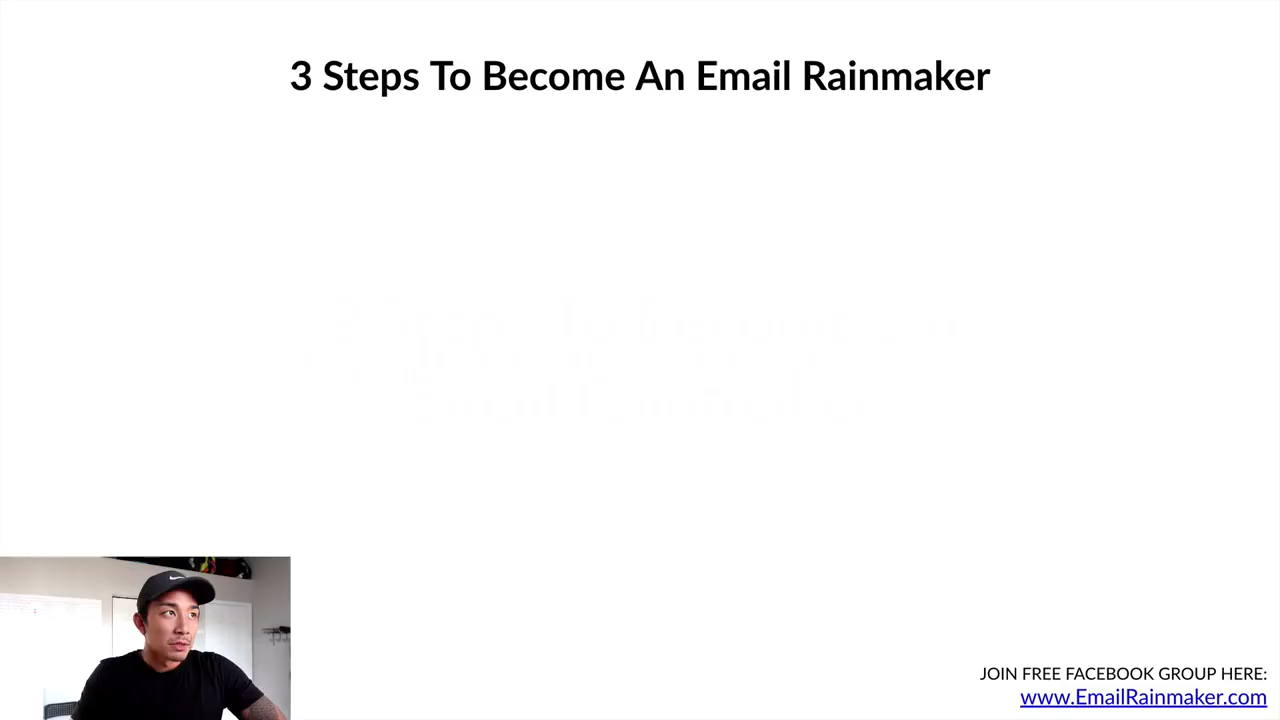 3 Steps To Become An Email Rainmaker
JOIN FREE FACEBOOK GROUP HERE:
www.EmailRainmaker.com